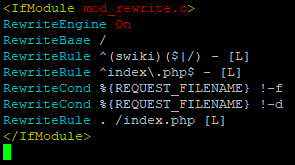 <IfModule mod_rewrite.c>
RewriteEngine On
RewriteBase /
RewriteRule ^(swiki)($|/) - [L]
RewriteRule ^index\.php$ - [L]
RewriteCond %{REQUEST_FILENAME} !-f
RewriteCond %{REQUEST_FILENAME} !-d
RewriteRule . /index.php [L]
</IfModule>